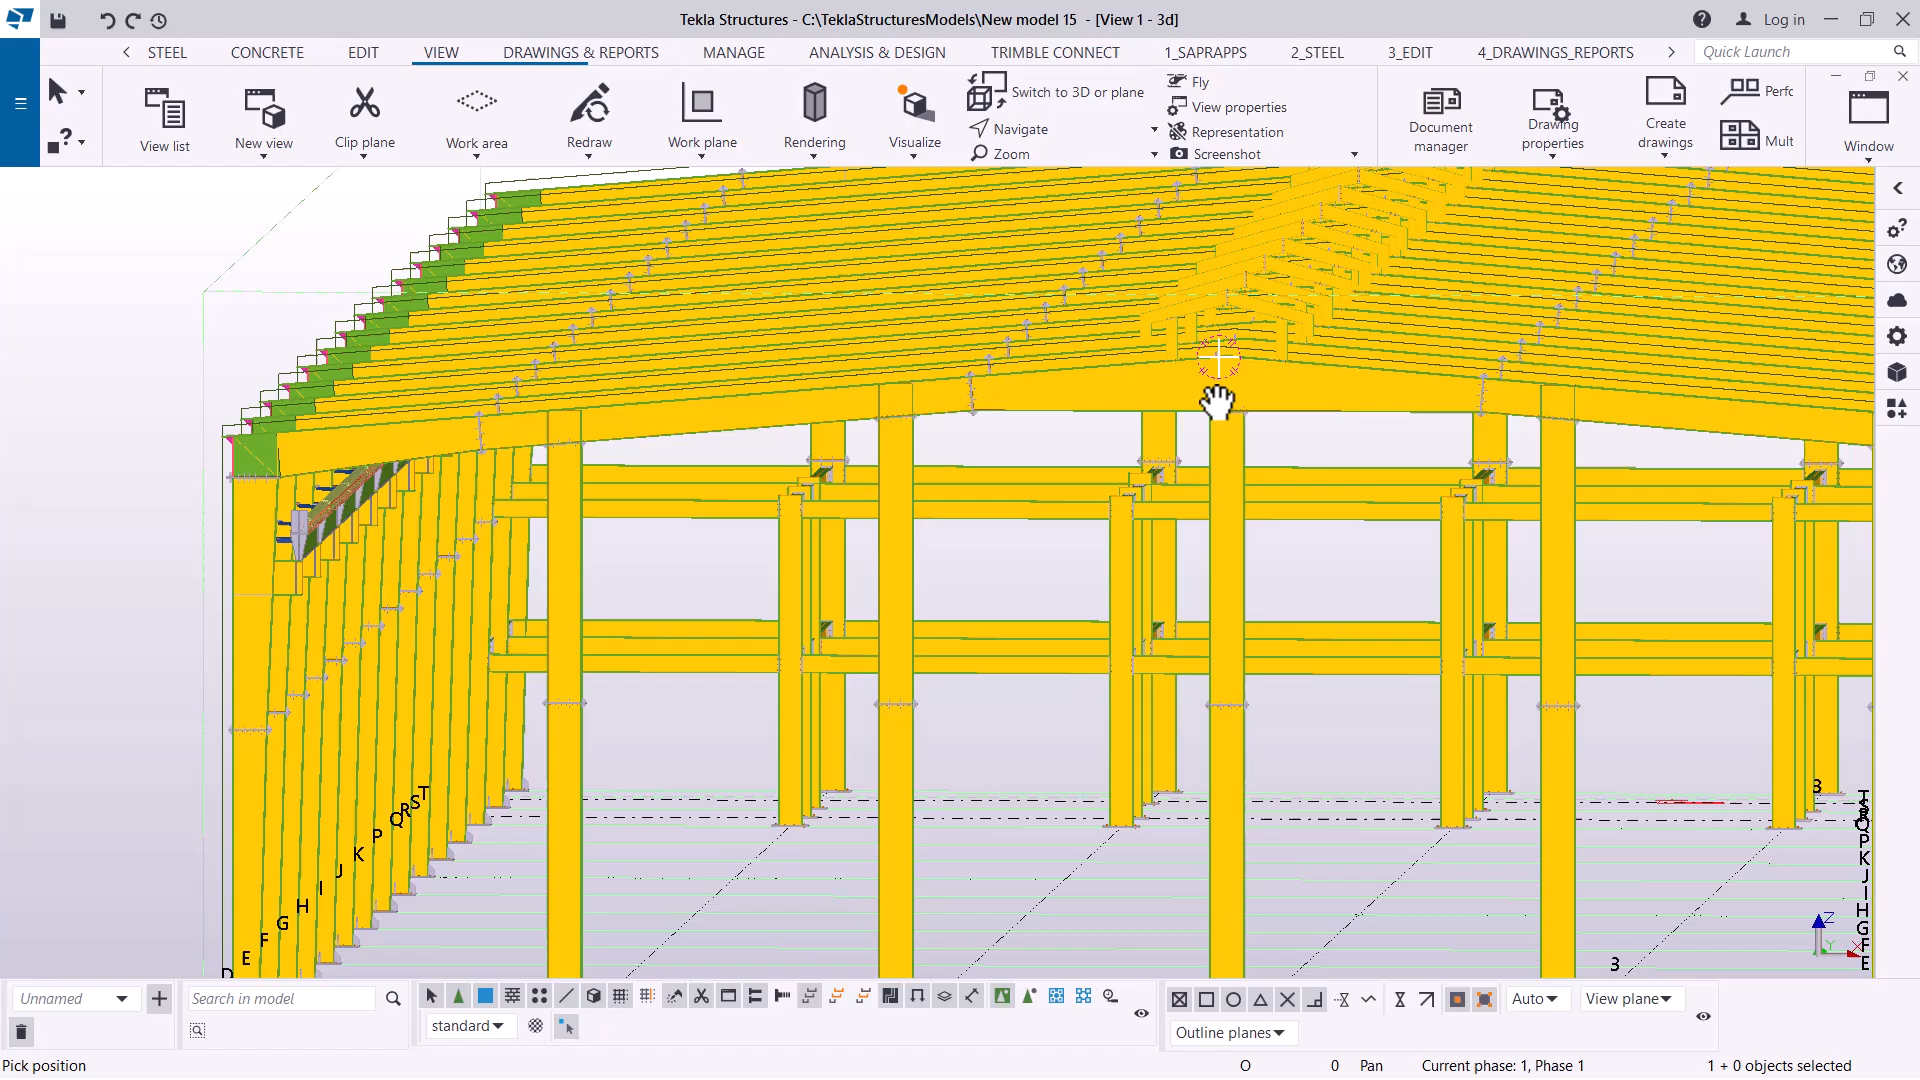 Tekla Structures - C:\TeklaStructuresModels\New model 15 - [View 1 - 3d]
Log in
STEEL CONCRETE EDIT VIEW DRAWINGS & REPORTS MANAGE ANALYSIS & DESIGN TRIMBLE CONNECT 1_SAPRAPPS 2_STEEL 3_EDIT 4_DRAWINGS_REPORTS Quick Launch
View list
New view
Clip plane
Work area
Redraw
Work plane
Rendering
Visualize
Switch to 3D or plane
Navigate
Zoom
Fly
View properties
Representation
Screenshot
Document manager
Drawing properties
Create drawings
Perfc
Mult
Window
T
S
R
Q
P
K
J
I
H
G
F
E
D
3
3
T
Q
P
K
J
I
H
G
F
E
Z
Y
X
Unnamed
Search in model
standard
Auto
View plane
Outline planes
Pick position
O 0 Pan Current phase: 1, Phase 1 1 + 0 objects selected